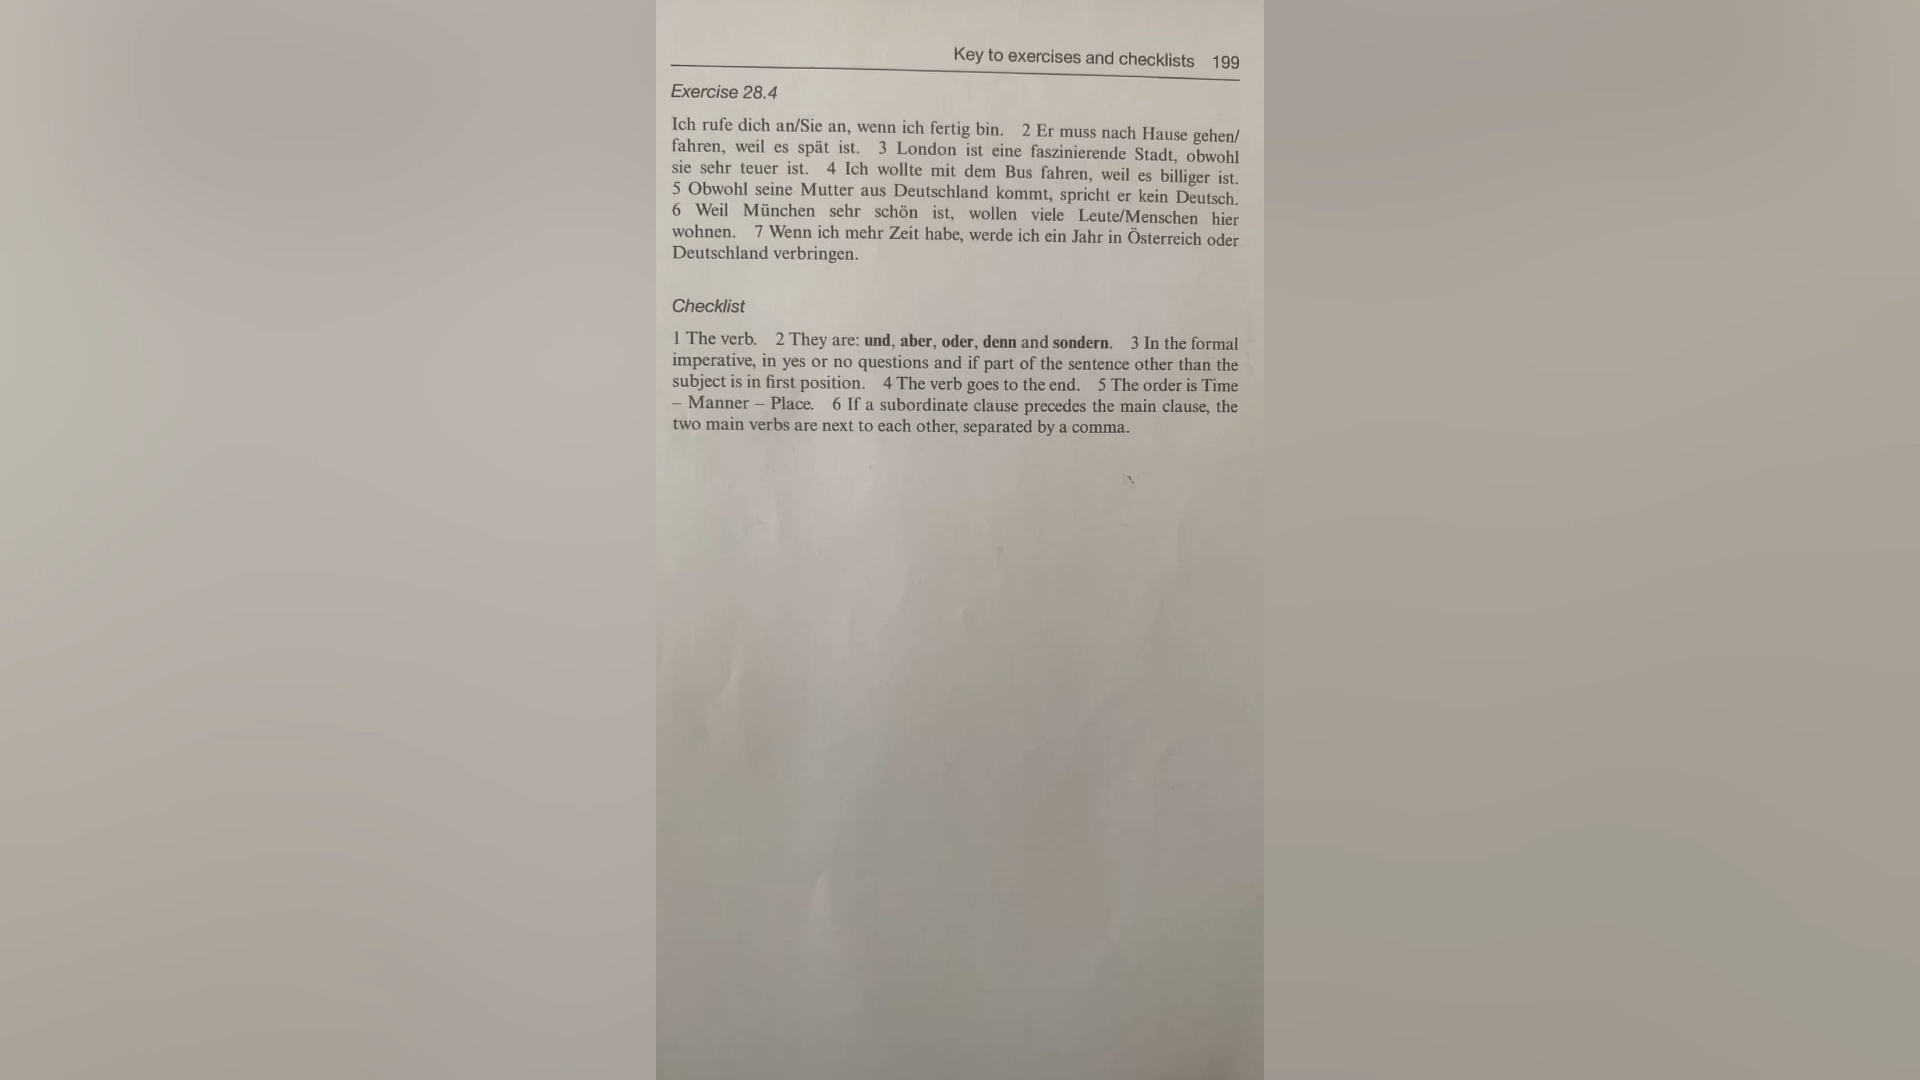 Key to exercises and checklists 199
Exercise 28.4
Ich rufe dich an/Sie an, wenn ich fertig bin. 2 Er muss nach Hause gehen/
fahren, weil es spät ist. 3 London ist eine faszinierende Stadt, obwohl
sie sehr teuer ist. 4 Ich wollte mit dem Bus fahren, weil es billiger ist.
5 Obwohl seine Mutter aus Deutschland kommt, spricht er kein Deutsch.
6 Weil München sehr schön ist, wollen viele Leute/Menschen hier
wohnen. 7 Wenn ich mehr Zeit habe, werde ich ein Jahr in Österreich oder
Deutschland verbringen.
Checklist
1 The verb. 2 They are: und, aber, oder, denn and sondern. 3 In the formal
imperative, in yes or no questions and if part of the sentence other than the
subject is in first position. 4 The verb goes to the end. 5 The order is Time
– Manner – Place. 6 If a subordinate clause precedes the main clause, the
two main verbs are next to each other, separated by a comma.